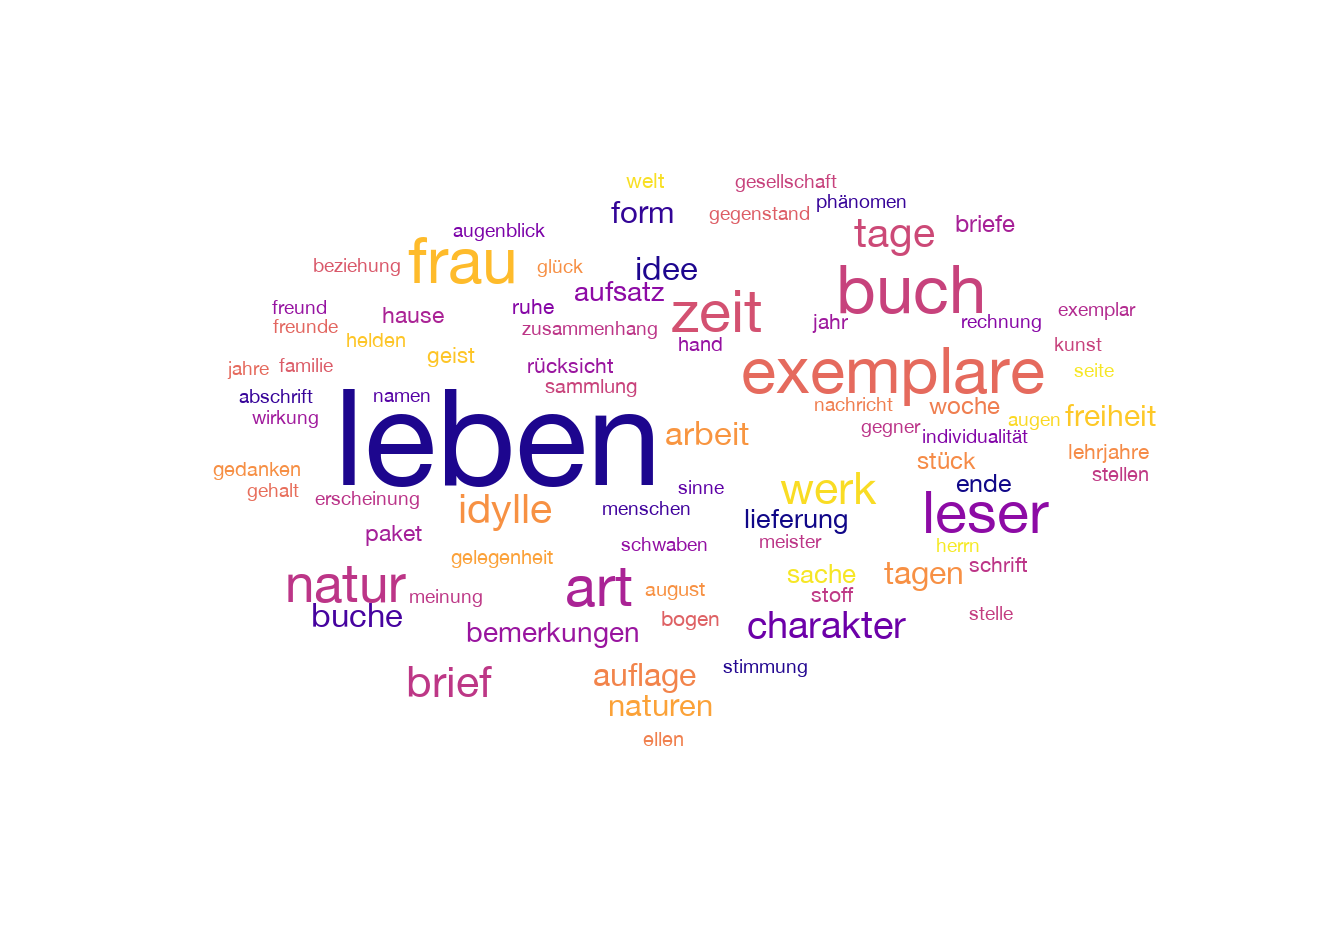 welt
gesellschaft
phänomen
form
gegenstand
briefe
augenblick
tage
frau
beziehung
glück
idee
aufsatz
buch
freund
ruhe
zeit
exemplar
hause
jahr
rechnung
freunde
zusammenhang
helden
hand
kunst
geist
jahre
familie
rücksicht
exemplare
seite
sammlung
abschrift
namen
nachricht
woche
wirkung
leben
arbeit
gegner
augen
freiheit
individualität
lehrjahre
gedanken
stück
stellen
gehalt
erscheinung
sinne
werk
ende
idylle
menschen
lieferung
leser
paket
schwaben
meister
herrn
gelegenheit
schrift
natur
art
sache
tagen
meinung
august
stoff
buche
bogen
stelle
bemerkungen
charakter
brief
auflage
stimmung
naturen
ellen